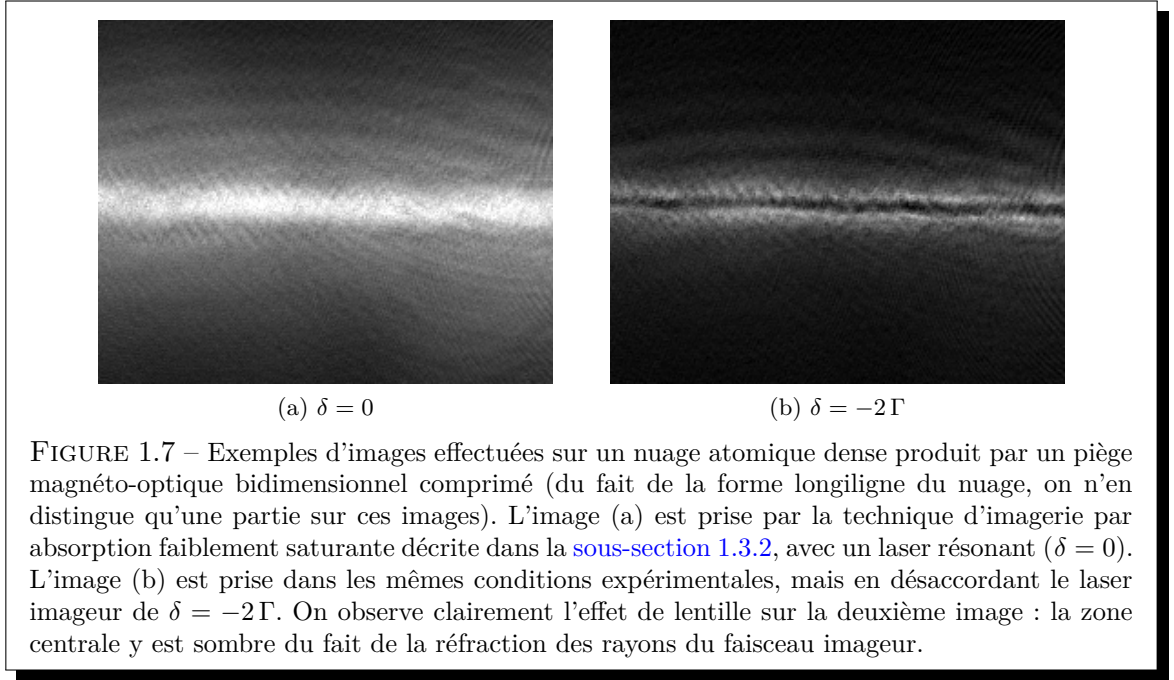 (a) δ = 0
(b) δ = −2 Γ
FIGURE 1.7 – Exemples d'images effectuées sur un nuage atomique dense produit par un piège
magnéto-optique bidimensionnel comprimé (du fait de la forme longiligne du nuage, on n'en
distingue qu'une partie sur ces images). L'image (a) est prise par la technique d'imagerie par
absorption faiblement saturante décrite dans la sous-section 1.3.2, avec un laser résonant (δ = 0).
L'image (b) est prise dans les mêmes conditions expérimentales, mais en désaccordant le laser
imageur de δ = −2 Γ. On observe clairement l'effet de lentille sur la deuxième image : la zone
centrale y est sombre du fait de la réfraction des rayons du faisceau imageur.